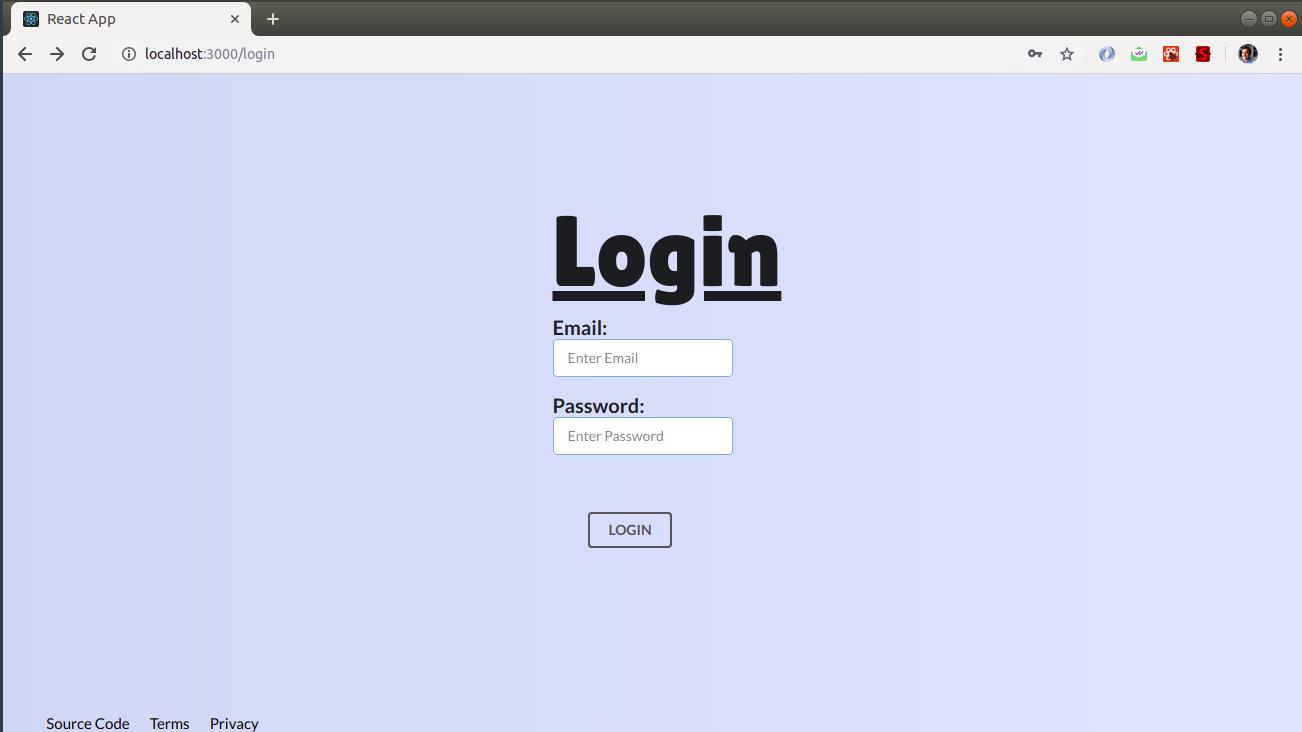 React App
localhost:3000/login
Login
Email:
Enter Email
Password:
Enter Password
LOGIN
Source Code Terms Privacy